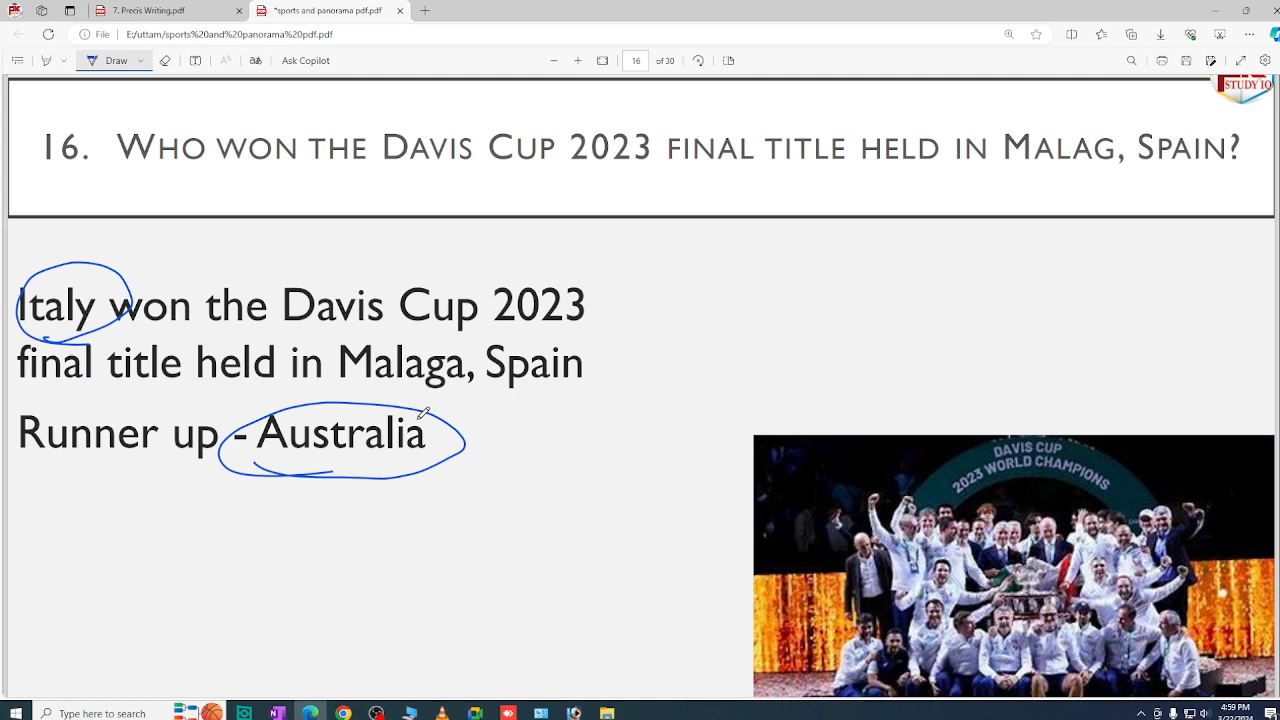 7. Precis Writing.pdf
*sports and panorama pdf.pdf
File
E:/uttam/sports%20and%20panorama%20pdf.pdf
Draw
Ask Copilot
16
of 30
STUDY IQ
16. WHO WON THE DAVIS CUP 2023 FINAL TITLE HELD IN MALAG, SPAIN?
Italy won the Davis Cup 2023
final title held in Malaga, Spain
Runner up - Australia
DAVIS CUP
2023 WORLD CHAMPIONS
Type here to search
4:59 PM
3/22/2024